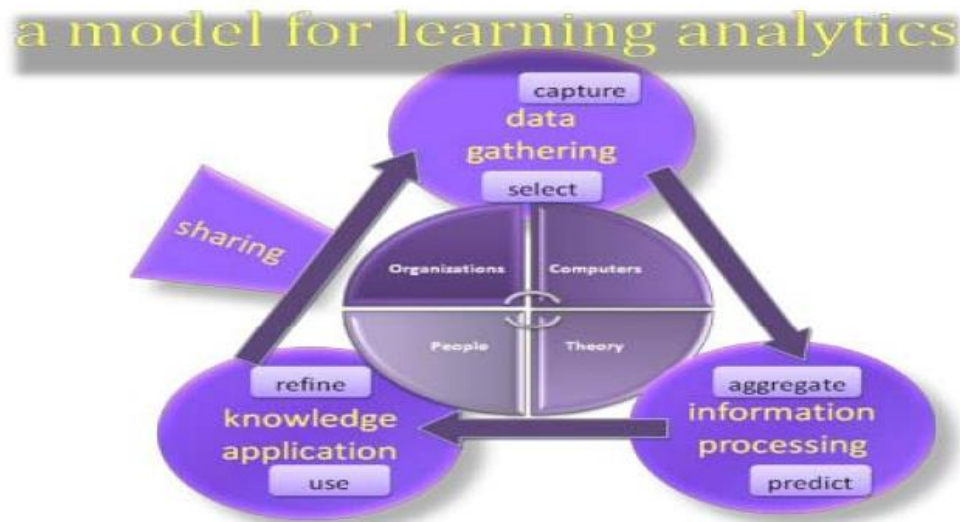 a model for learning analytics
capture
data
gathering
select
sharing
Organizations
Computers
People
Theory
refine
knowledge
application
use
aggregate
information
processing
predict